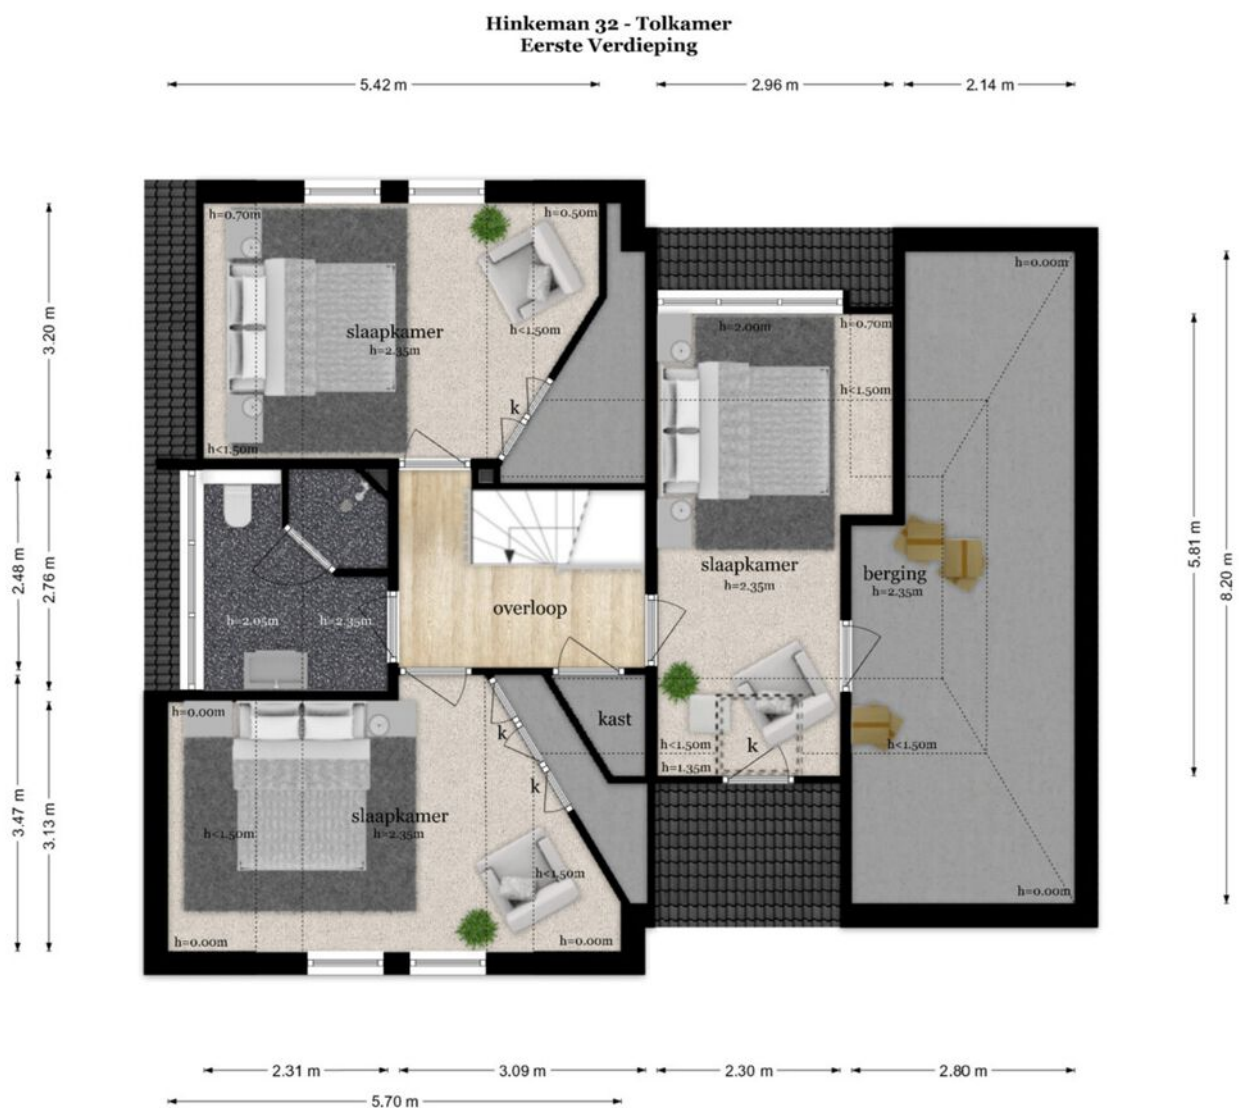 Hinkeman 32 - Tolkamer
Eerste Verdieping
5.42 m
2.96 m
2.14 m
h=0.70m
h=0.50m
h=0.00m
3.20 m
slaapkamer
h=2.35m
h<1.50m
h=2.00m
h=0.70m
h<1.50m
k
h<1.50m
2.48 m
2.76 m
5.81 m
8.20 m
slaapkamer
h=2.35m
berging
h=2.35m
overloop
h=2.05m
h=2.35m
h=0.00m
kast
k
k
h<1.50m
h=1.35m
k
h<1.50m
3.47 m
3.13 m
slaapkamer
h=2.35m
h<1.50m
h<1.50m
h=0.00m
h=0.00m
h=0.00m
2.31 m
3.09 m
2.30 m
2.80 m
5.70 m